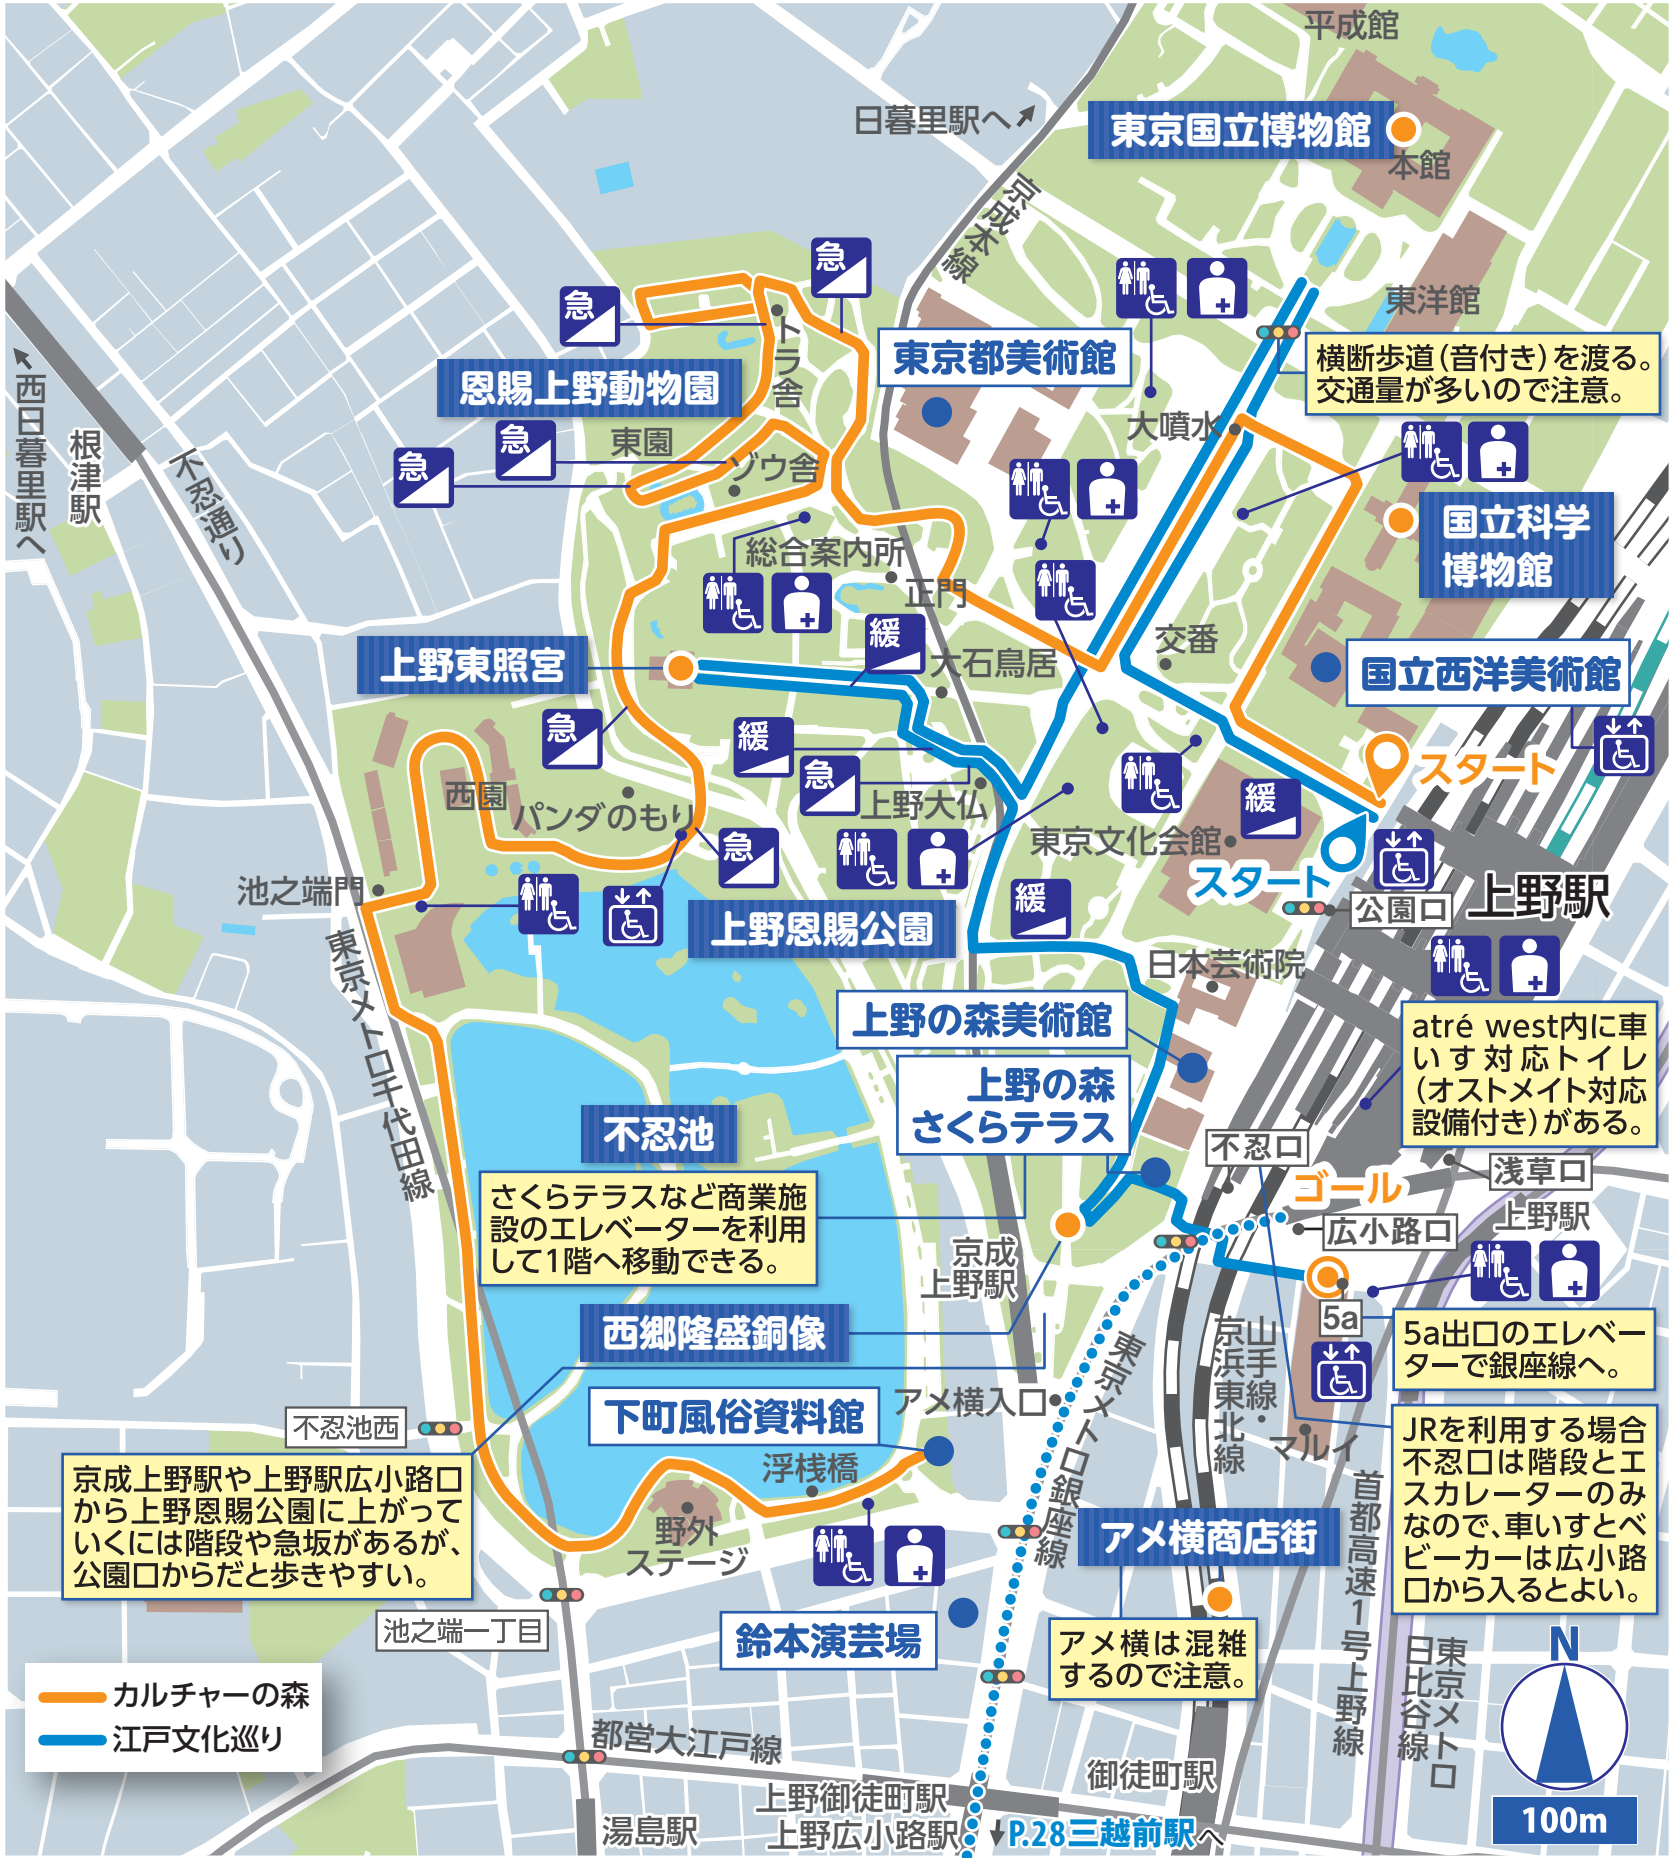 平成館
日暮里駅へ
東京国立博物館
本館
京成本線
急
急
東洋館
東京都美術館
横断歩道（音付き）を渡る。
交通量が多いので注意。
トラ舎
恩賜上野動物園
東園
急
急
ゾウ舎
大噴水
西日暮里駅へ
根津駅
不忍通り
国立科学
博物館
総合案内所
正門
緩
大石鳥居
交番
上野東照宮
国立西洋美術館
急
緩
急
上野大仏
スタート
西園
パンダのもり
急
東京文化会館
緩
スタート
池之端門
緩
公園口
上野駅
上野恩賜公園
東京メトロ千代田線
日本芸術院
上野の森美術館
atré west内に車
いす対応トイレ
（オストメイト対応
設備付き）がある。
上野の森
さくらテラス
不忍池
不忍口
浅草口
ゴール
上野駅
広小路口
さくらテラスなど商業施
設のエレベーターを利用
して1階へ移動できる。
京成
上野駅
西郷隆盛銅像
5a
5a出口のエレベー
ターで銀座線へ。
京浜東北線・
山手線
東京メトロ銀座線
アメ横入口
下町風俗資料館
不忍池西
マルイ
JRを利用する場合
不忍口は階段とエ
スカレーターのみ
なので、車いすとベ
ビーカーは広小路
口から入るとよい。
京成上野駅や上野駅広小路口
から上野恩賜公園に上がって
いくには階段や急坂があるが、
公園口からだと歩きやすい。
浮桟橋
野外
ステージ
アメ横商店街
首都高速1号上野線
池之端一丁目
鈴本演芸場
アメ横は混雑
するので注意。
東京メトロ
日比谷線
N
カルチャーの森
江戸文化巡り
都営大江戸線
上野御徒町駅
上野広小路駅
御徒町駅
湯島駅
P.28三越前駅へ
100m